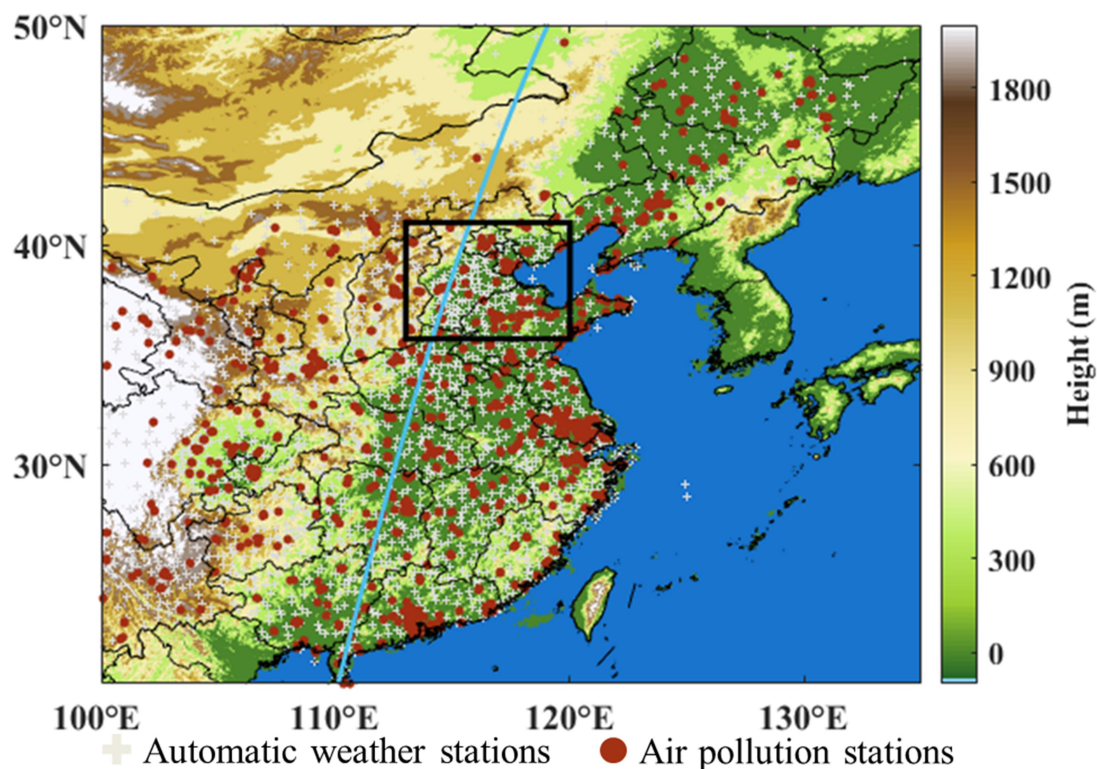 50°N
40°N
30°N
100°E 110°E 120°E 130°E
1800
1500
1200
900
600
300
0
Height (m)
Automatic weather stations Air pollution stations